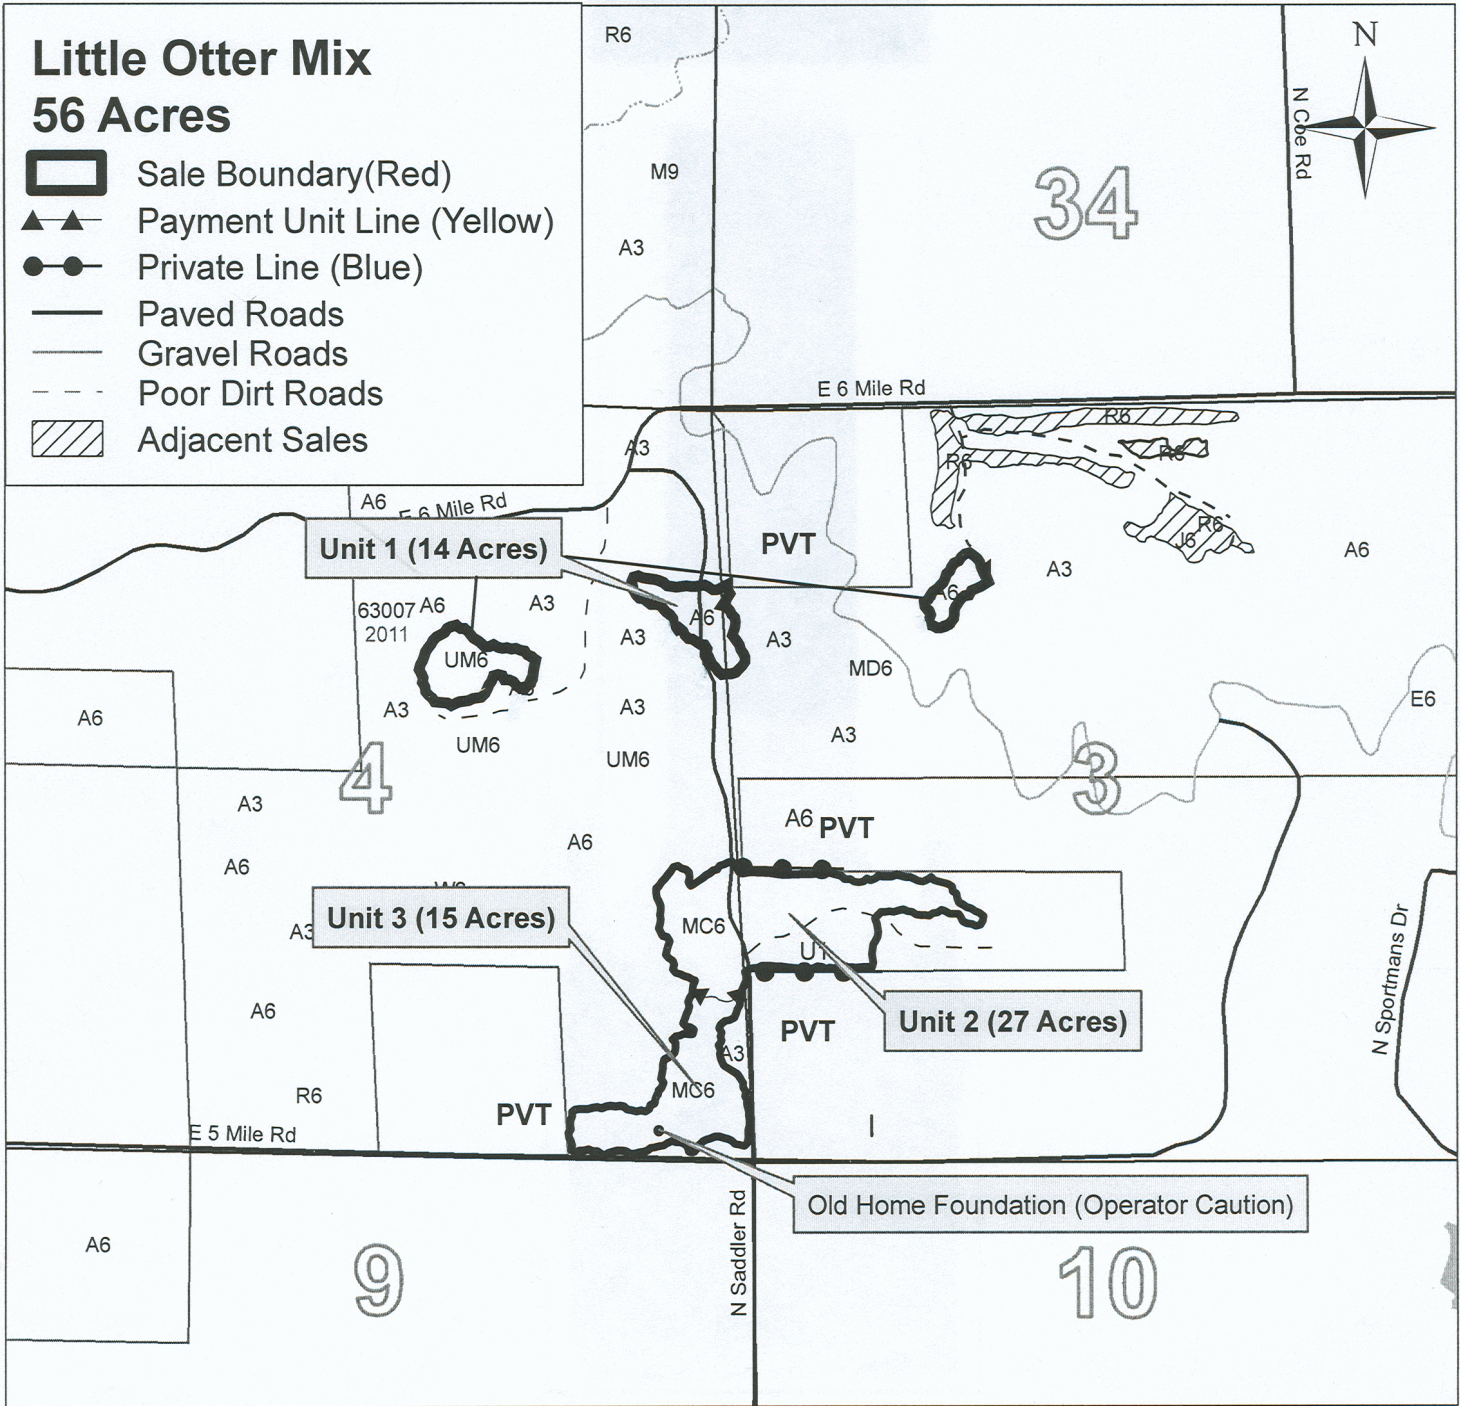 Little Otter Mix
56 Acres
Sale Boundary(Red)
Payment Unit Line (Yellow)
Private Line (Blue)
Paved Roads
Gravel Roads
Poor Dirt Roads
Adjacent Sales
R6
M9
A3
34
N Coe Rd
N
E 6 Mile Rd
A3
R6
R6
R6
A6
E 6 Mile Rd
PVT
R6
J6
A6
Unit 1 (14 Acres)
A3
63007
2011
A6
A3
A6
A6
A3
A3
UM6
MD6
A3
A3
A6
UM6
A3
UM6
E6
4
3
A3
A6
PVT
A6
A6
Unit 3 (15 Acres)
MC6
A3
U1
N Sportmans Dr
A6
PVT
Unit 2 (27 Acres)
A3
MC6
R6
PVT
E 5 Mile Rd
Old Home Foundation (Operator Caution)
N Saddler Rd
A6
9
10